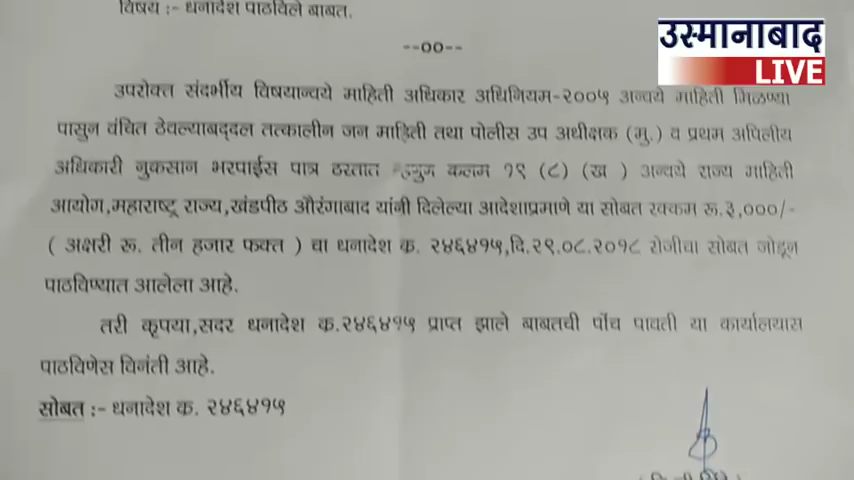 विषय :- धनादेश पाठविले बाबत.
उस्मानाबाद
LIVE
--००--
उपरोक्त संदर्भीय विषयान्वये माहिती अधिकार अधिनियम-२००५ अन्वये माहिती मिळण्या
पासुन वंचित ठेवल्याबद्दल तत्कालीन जन माहिती तथा पोलीस उप अधीक्षक (मु.) व प्रथम अपिलीय
अधिकारी नुकसान भरपाईस पात्र ठरतात कलम १९ (८) (ख ) अन्वये राज्य माहिती
आयोग,महाराष्ट्र राज्य,खंडपीठ औरंगाबाद यांनी दिलेल्या आदेशाप्रमाणे या सोबत रक्कम रू.३,०००/-
( अक्षरी रू. तीन हजार फक्त ) चा धनादेश क. २४६४१५,दि.२९.०८.२०१८ रोजीचा सोबत जोडून
पाठविण्यात आलेला आहे.
तरी कृपया,सदर धनादेश क.२४६४१५ प्राप्त झाले बाबतची पोंच पावती या कार्यालयास
पाठविणेस विनंती आहे.
सोबत :- धनादेश क. २४६४१५